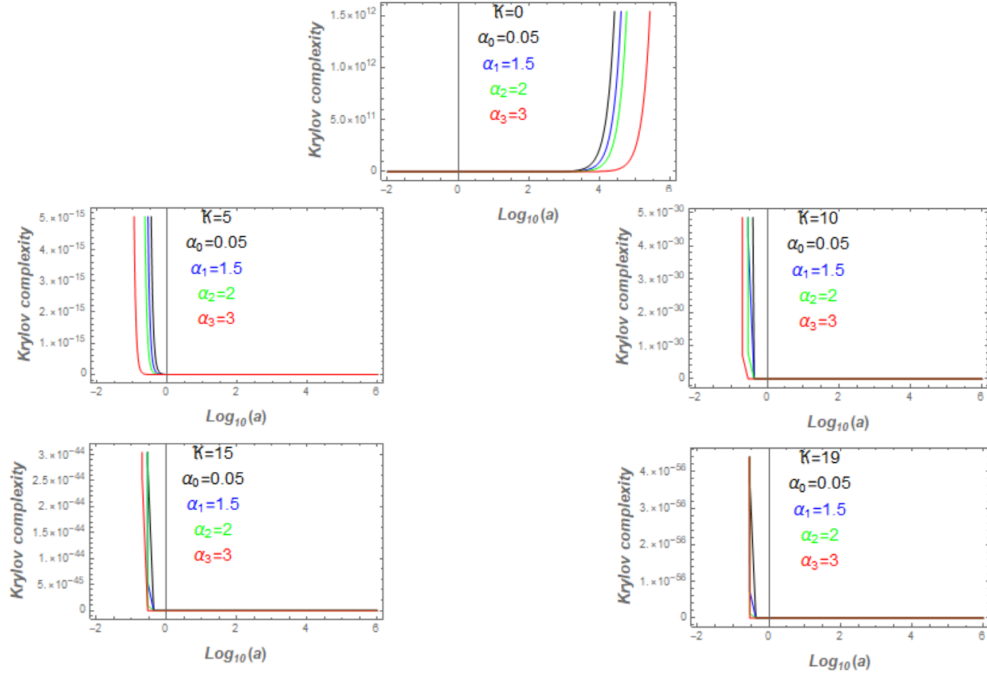 Ҟ=0
α₀=0.05
α₁=1.5
α₂=2
α₃=3
Krylov complexity
1.5×10¹²
1.0×10¹²
5.0×10¹¹
0
-2 0 2 4 6
Log₁₀(a)
Ҟ=5
α₀=0.05
α₁=1.5
α₂=2
α₃=3
Krylov complexity
5.×10⁻¹⁵
4.×10⁻¹⁵
3.×10⁻¹⁵
2.×10⁻¹⁵
1.×10⁻¹⁵
0
-2 0 2 4 6
Log₁₀(a)
Ҟ=10
α₀=0.05
α₁=1.5
α₂=2
α₃=3
Krylov complexity
5.×10⁻³⁰
4.×10⁻³⁰
3.×10⁻³⁰
2.×10⁻³⁰
1.×10⁻³⁰
0
-2 0 2 4 6
Log₁₀(a)
Ҟ=15
α₀=0.05
α₁=1.5
α₂=2
α₃=3
Krylov complexity
3.×10⁻⁴⁴
2.5×10⁻⁴⁴
2.×10⁻⁴⁴
1.5×10⁻⁴⁴
1.×10⁻⁴⁴
5.×10⁻⁴⁵
0
-2 0 2 4 6
Log₁₀(a)
Ҟ=19
α₀=0.05
α₁=1.5
α₂=2
α₃=3
Krylov complexity
4.×10⁻⁵⁶
3.×10⁻⁵⁶
2.×10⁻⁵⁶
1.×10⁻⁵⁶
0
-2 0 2 4 6
Log₁₀(a)